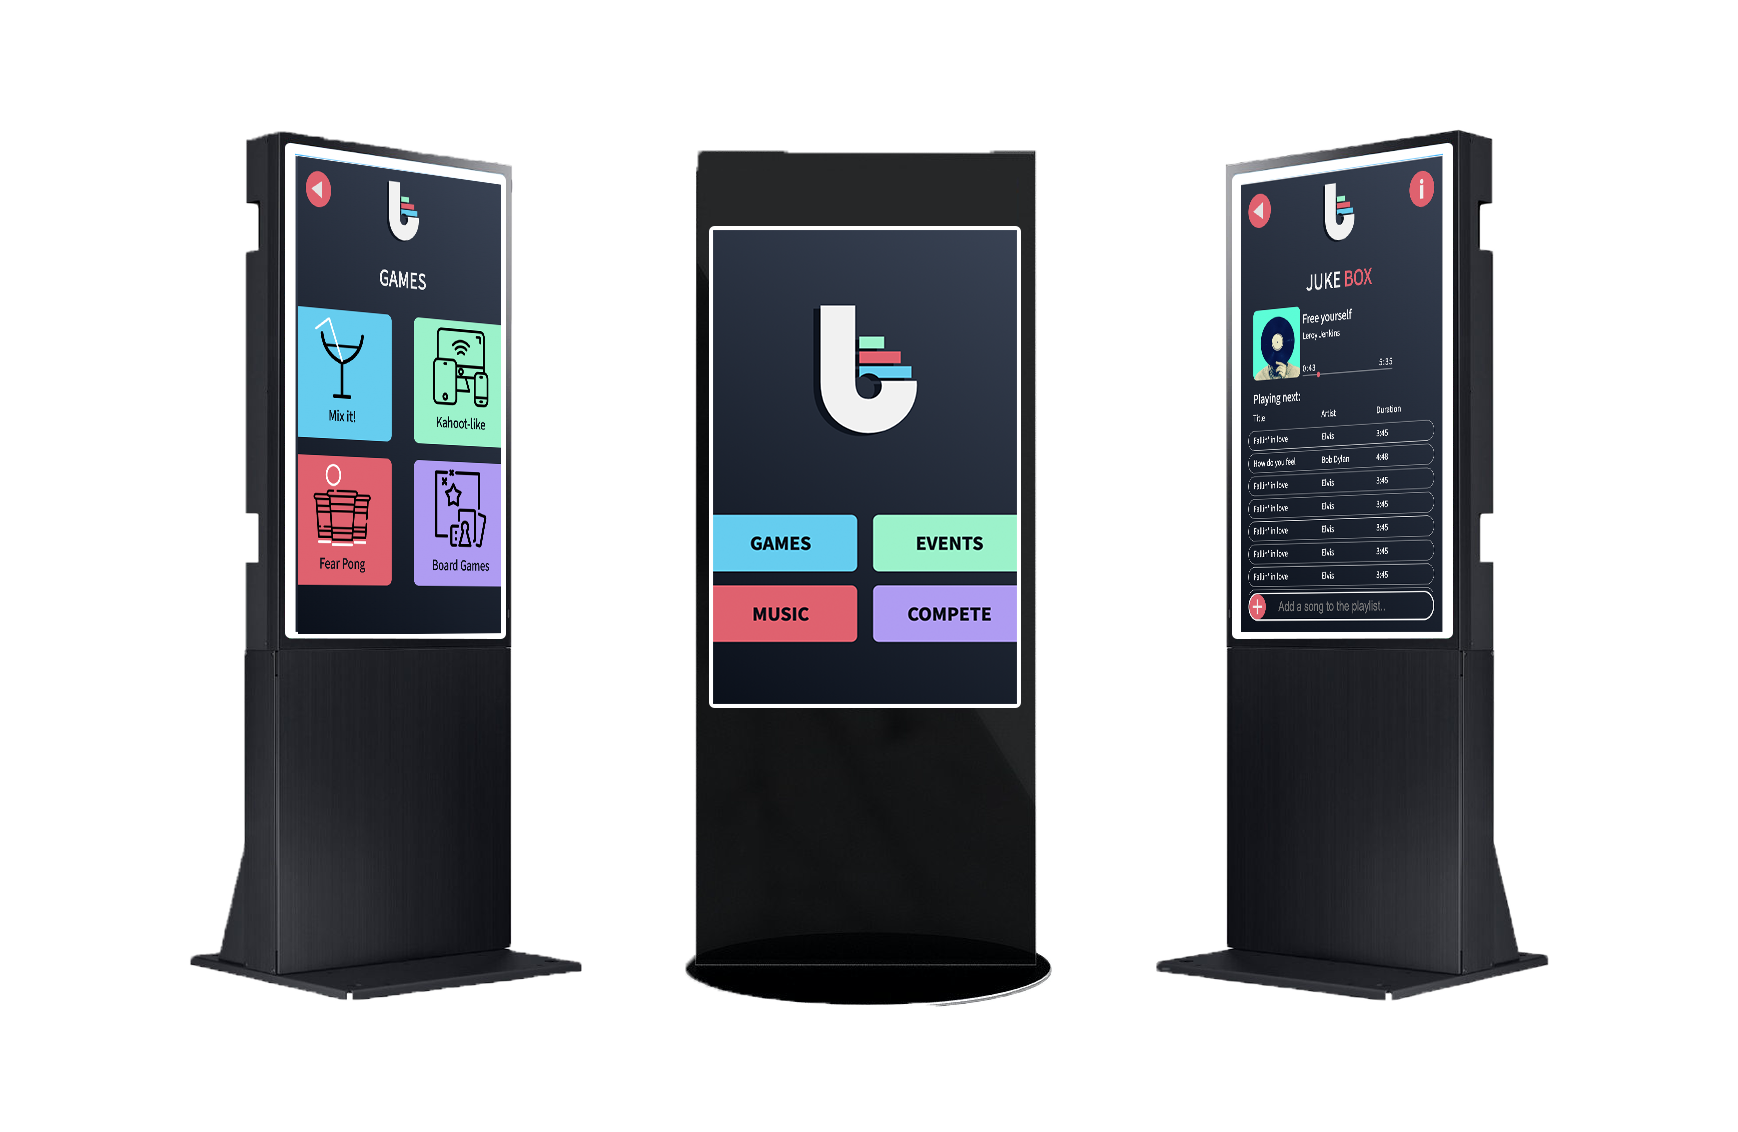 GAMES
Mix it!
Kahoot-like
Fear Pong
Board Games
GAMES
EVENTS
MUSIC
COMPETE
i
JUKE BOX
Free yourself
Leroy Jenkins
0:43
5:35
Playing next:
Title Artist Duration
Fallin' in love Elvis 3:45
How do you feel Bob Dylan 4:48
Fallin' in love Elvis 3:45
Fallin' in love Elvis 3:45
Fallin' in love Elvis 3:45
Fallin' in love Elvis 3:45
Fallin' in love Elvis 3:45
+ Add a song to the playlist..